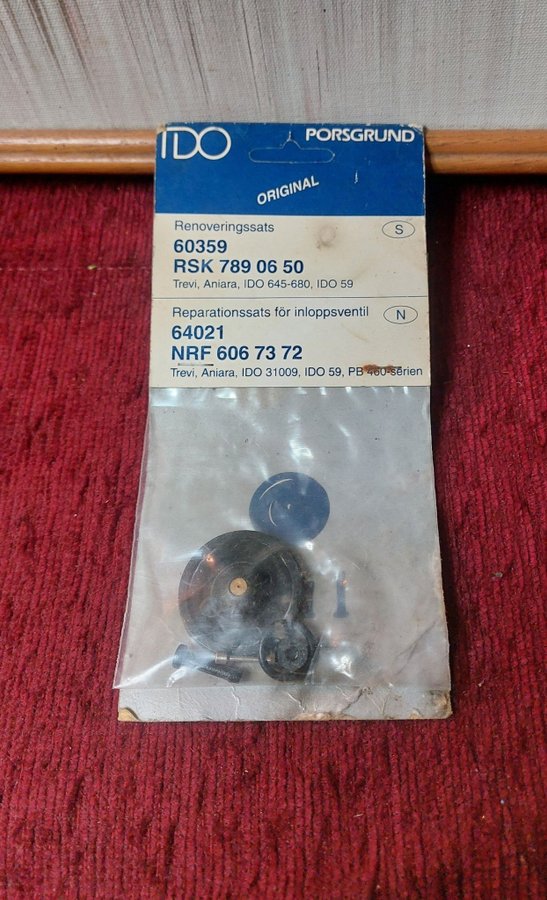 IDO PORSGRUND
ORIGINAL
Renoveringssats S
60359
RSK 789 06 50
Trevi, Aniara, IDO 645-680, IDO 59
Reparationssats för inloppsventil N
64021
NRF 606 73 72
Trevi, Aniara, IDO 31009, IDO 59, PB 460-serien